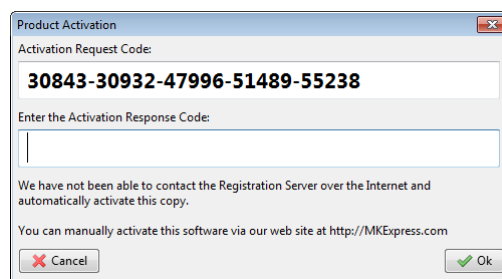 Product Activation
Activation Request Code:
30843-30932-47996-51489-55238
Enter the Activation Response Code:
We have not been able to contact the Registration Server over the Internet and
automatically activate this copy.
You can manually activate this software via our web site at http://MKExpress.com
Cancel
Ok